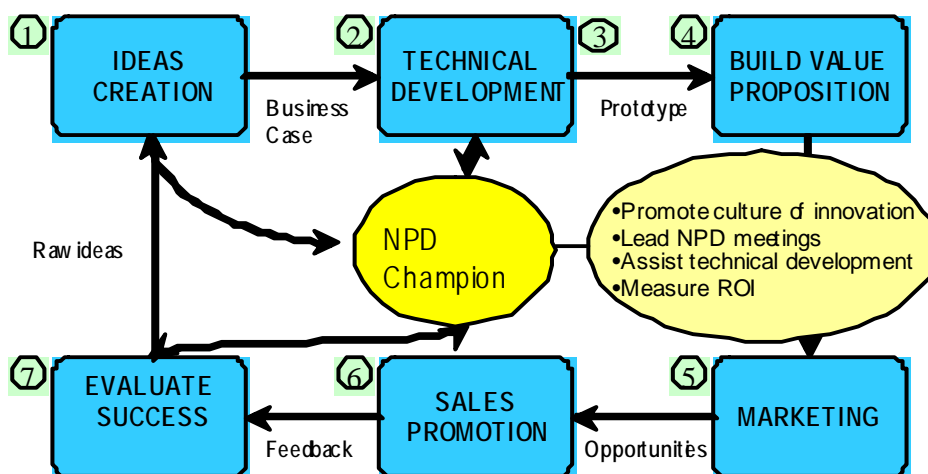 1
IDEAS
CREATION
Business
Case
2
TECHNICAL
DEVELOPMENT
3
Prototype
4
BUILD VALUE
PROPOSITION
NPD
Champion
•Promote culture of innovation
•Lead NPD meetings
•Assist technical development
•Measure ROI
Raw ideas
7
EVALUATE
SUCCESS
Feedback
6
SALES
PROMOTION
Opportunities
5
MARKETING